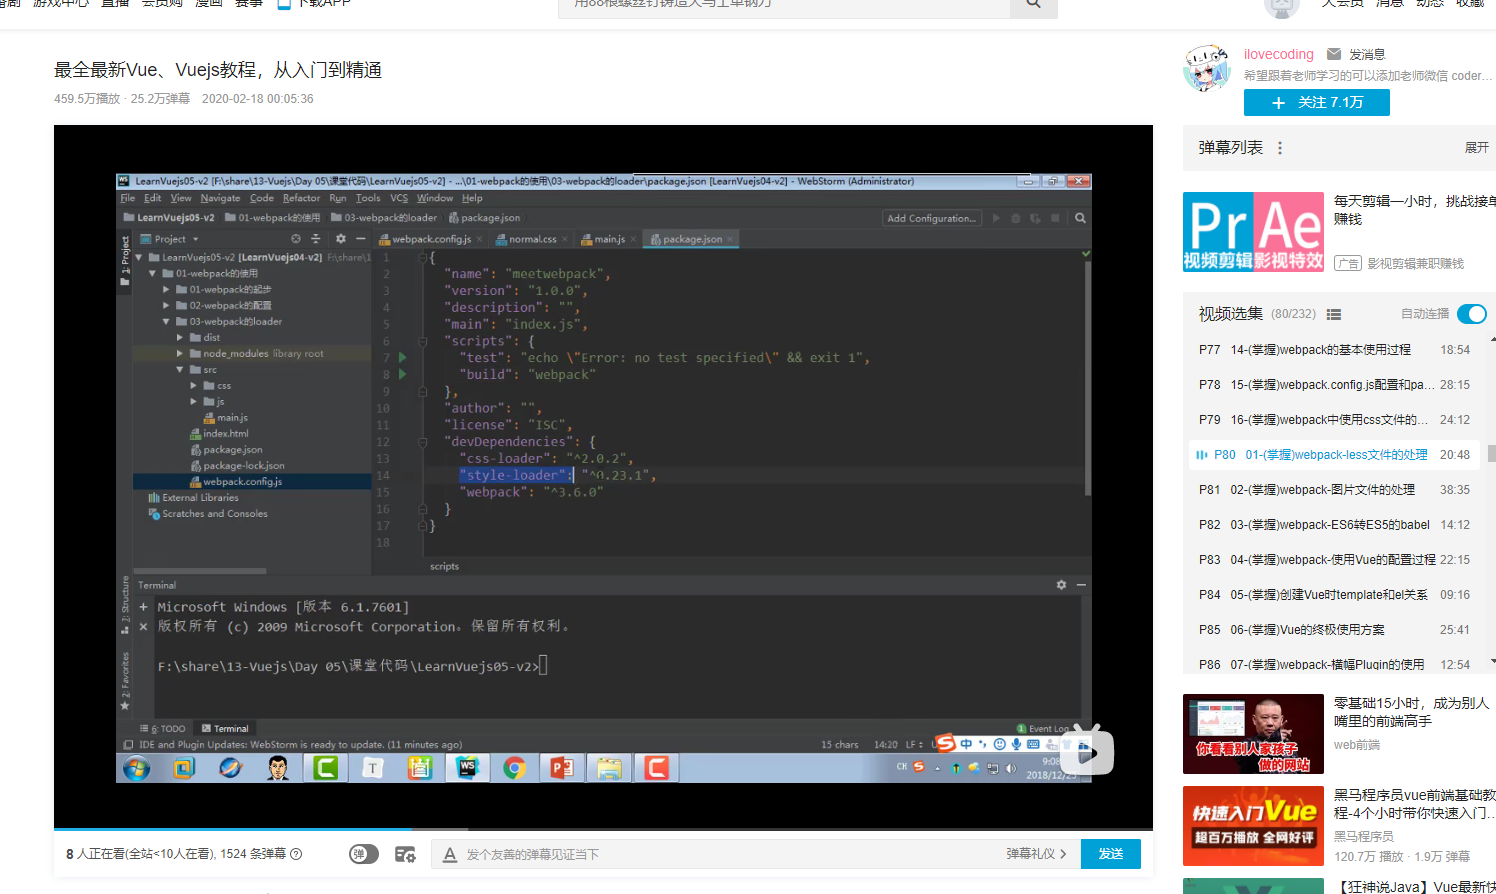 游戏中心 直播 会员购 漫画 赛事 下载APP
用88根螺丝钉铸造大马士革钢刀
大会员 消息 动态 收藏
最全最新Vue、Vuejs教程，从入门到精通
459.5万播放 · 25.2万弹幕 2020-02-18 00:05:36
ilovecoding 发消息
希望跟着老师学习的可以添加老师微信 coder...
+ 关注 7.1万
弹幕列表 展开
LearnVuejs05-v2 [F:\share\13-Vuejs\Day 05\课堂代码\LearnVuejs05-v2] - ...\01-webpack的使用\03-webpack的loader\package.json [LearnVuejs04-v2] - WebStorm (Administrator)
File Edit View Navigate Code Refactor Run Tools VCS Window Help
LearnVuejs05-v2 01-webpack的使用 03-webpack的loader package.json Add Configuration...
1: Project
Project
webpack.config.js normal.css main.js package.json
LearnVuejs05-v2 [LearnVuejs04-v2] F:\share\1
01-webpack的使用
01-webpack的起步
02-webpack的配置
03-webpack的loader
dist
node_modules library root
src
css
js
main.js
index.html
package.json
package-lock.json
webpack.config.js
External Libraries
Scratches and Consoles
1 {
2 "name": "meetwebpack",
3 "version": "1.0.0",
4 "description": "",
5 "main": "index.js",
6 "scripts": {
7 "test": "echo \"Error: no test specified\" && exit 1",
8 "build": "webpack"
9 },
10 "author": "",
11 "license": "ISC",
12 "devDependencies": {
13 "css-loader": "^2.0.2",
14 "style-loader": "^0.23.1",
15 "webpack": "^3.6.0"
16 }
17 }
18
scripts
Terminal
Z: Structure
2: Favorites
+ Microsoft Windows [版本 6.1.7601]
× 版权所有 (c) 2009 Microsoft Corporation。保留所有权利。
F:\share\13-Vuejs\Day 05\课堂代码\LearnVuejs05-v2>
6: TODO Terminal 1 Event Log
IDE and Plugin Updates: WebStorm is ready to update. (11 minutes ago) 15 chars 14:20 LF
中
T WS CH 9:08
2018/12/25
8 人正在看(全站<10人在看), 1524 条弹幕
弹 A 发个友善的弹幕见证当下 弹幕礼仪 > 发送
Pr Ae
视频剪辑 影视特效
每天剪辑一小时，挑战接单
赚钱
广告 影视剪辑兼职赚钱
视频选集 (80/232) 自动连播
P77 14-(掌握)webpack的基本使用过程 18:54
P78 15-(掌握)webpack.config.js配置和pa... 28:15
P79 16-(掌握)webpack中使用css文件的... 24:12
P80 01-(掌握)webpack-less文件的处理 20:48
P81 02-(掌握)webpack-图片文件的处理 38:35
P82 03-(掌握)webpack-ES6转ES5的babel 14:12
P83 04-(掌握)webpack-使用Vue的配置过程 22:15
P84 05-(掌握)创建Vue时template和el关系 09:16
P85 06-(掌握)Vue的终极使用方案 25:41
P86 07-(掌握)webpack-横幅Plugin的使用 12:54
你看看别人家孩子
做的网站
零基础15小时，成为别人
嘴里的前端高手
web前端
快速入门Vue
超百万播放 全网好评
黑马程序员vue前端基础教
程-4个小时带你快速入门...
黑马程序员
120.7万 播放 · 1.9万 弹幕
【狂神说Java】Vue最新快